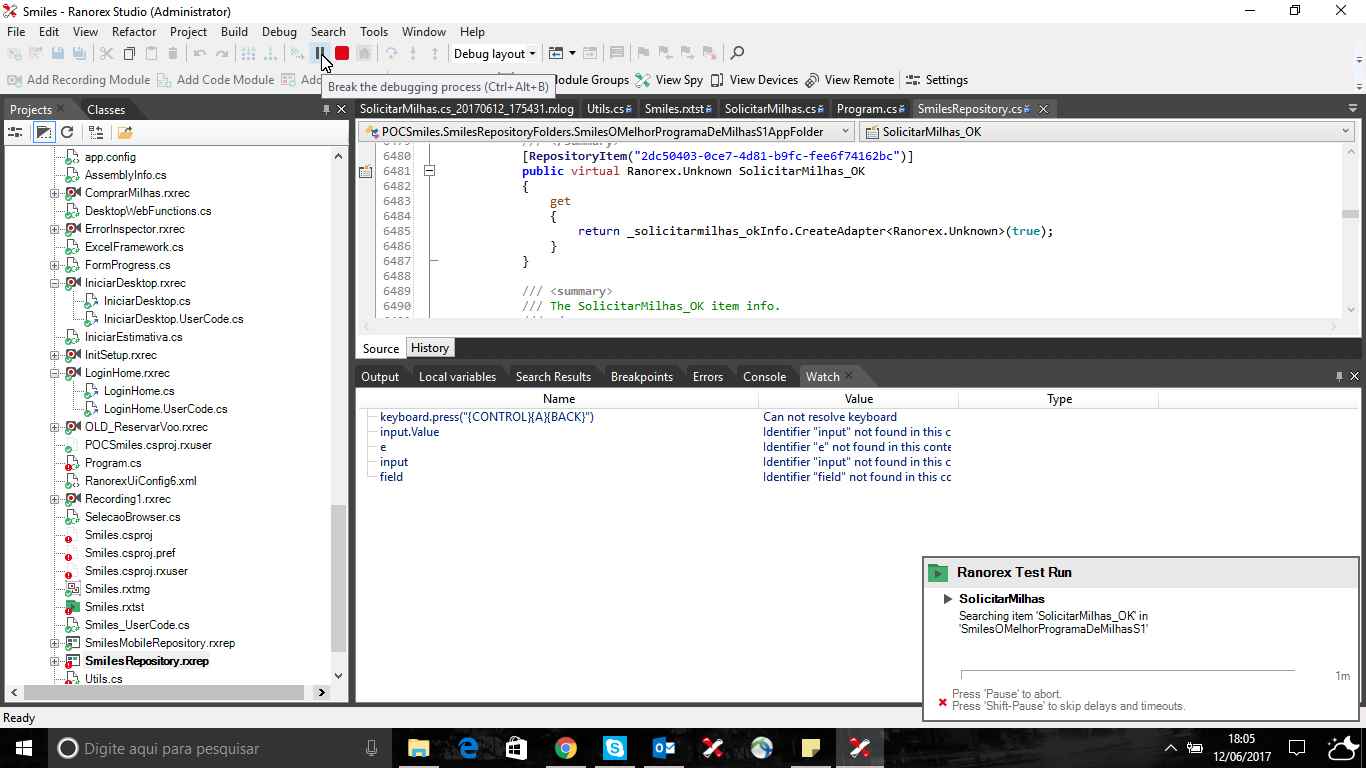 Smiles - Ranorex Studio (Administrator)
File Edit View Refactor Project Build Debug Search Tools Window Help
Debug layout
Add Recording Module Add Code Module Add odule Groups View Spy View Devices View Remote Settings
Break the debugging process (Ctrl+Alt+B)
Projects Classes
SolicitarMilhas.cs_20170612_175431.rxlog Utils.cs Smiles.rxtst SolicitarMilhas.cs Program.cs SmilesRepository.cs
POCSmiles.SmilesRepositoryFolders.SmilesOMelhorProgramaDeMilhasS1AppFolder SolicitarMilhas_OK
app.config
AssemblyInfo.cs
ComprarMilhas.rxrec
DesktopWebFunctions.cs
ErrorInspector.rxrec
ExcelFramework.cs
FormProgress.cs
IniciarDesktop.rxrec
IniciarDesktop.cs
IniciarDesktop.UserCode.cs
IniciarEstimativa.cs
InitSetup.rxrec
LoginHome.rxrec
LoginHome.cs
LoginHome.UserCode.cs
OLD_ReservarVoo.rxrec
POCSmiles.csproj.rxuser
Program.cs
RanorexUiConfig6.xml
Recording1.rxrec
SelecaoBrowser.cs
Smiles.csproj
Smiles.csproj.pref
Smiles.csproj.rxuser
Smiles.rxtmg
Smiles.rxtst
Smiles_UserCode.cs
SmilesMobileRepository.rxrep
SmilesRepository.rxrep
Utils.cs
6479 /// </summary>
6480 [RepositoryItem("2dc50403-0ce7-4d81-b9fc-fee6f74162bc")]
6481 public virtual Ranorex.Unknown SolicitarMilhas_OK
6482 {
6483 get
6484 {
6485 return _solicitarmilhas_okInfo.CreateAdapter<Ranorex.Unknown>(true);
6486 }
6487 }
6488
6489 /// <summary>
6490 /// The SolicitarMilhas_OK item info.
Source History
Output Local variables Search Results Breakpoints Errors Console Watch
Name Value Type
keyboard.press("{CONTROL}{A}{BACK}") Can not resolve keyboard
input.Value Identifier "input" not found in this c
e Identifier "e" not found in this conte
input Identifier "input" not found in this c
field Identifier "field" not found in this cc
Ranorex Test Run
SolicitarMilhas
Searching item 'SolicitarMilhas_OK' in
'SmilesOMelhorProgramaDeMilhasS1'
1m
Press 'Pause' to abort.
Press 'Shift-Pause' to skip delays and timeouts.
Ready
Digite aqui para pesquisar
18:05
12/06/2017